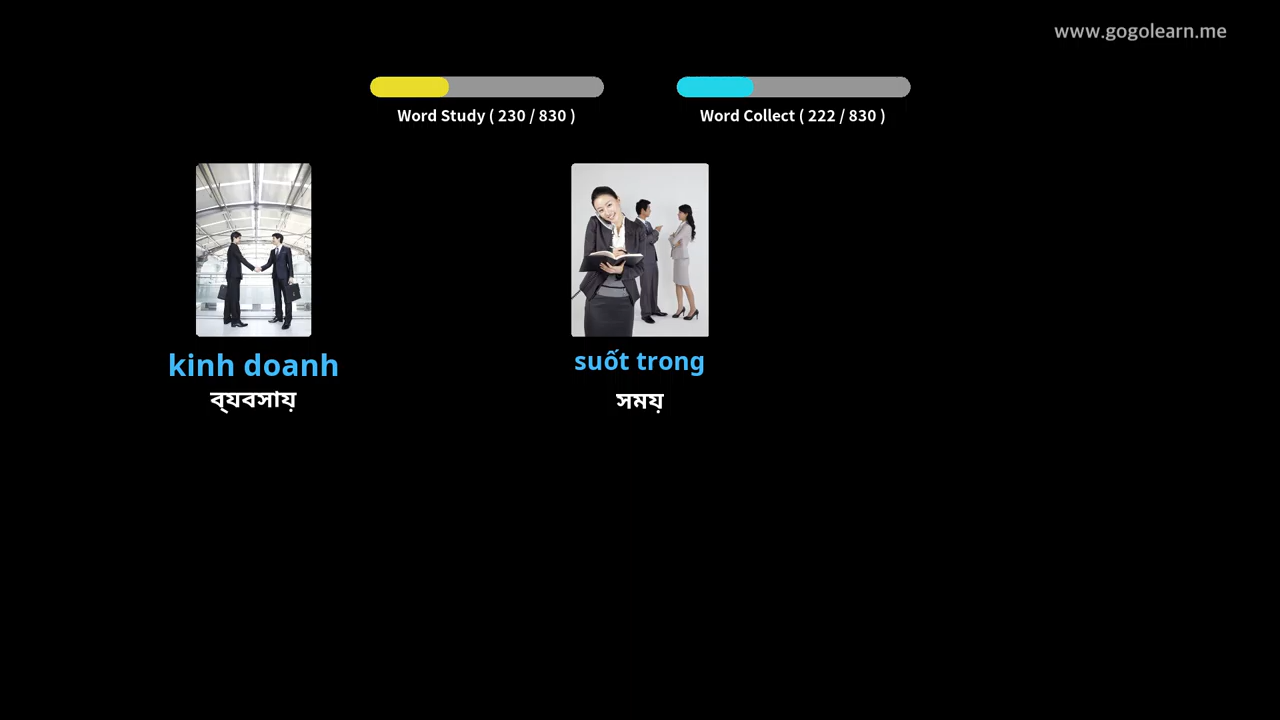 www.gogolearn.me
Word Study ( 230 / 830 )
Word Collect ( 222 / 830 )
kinh doanh
ব্যবসায়
suốt trong
সময়